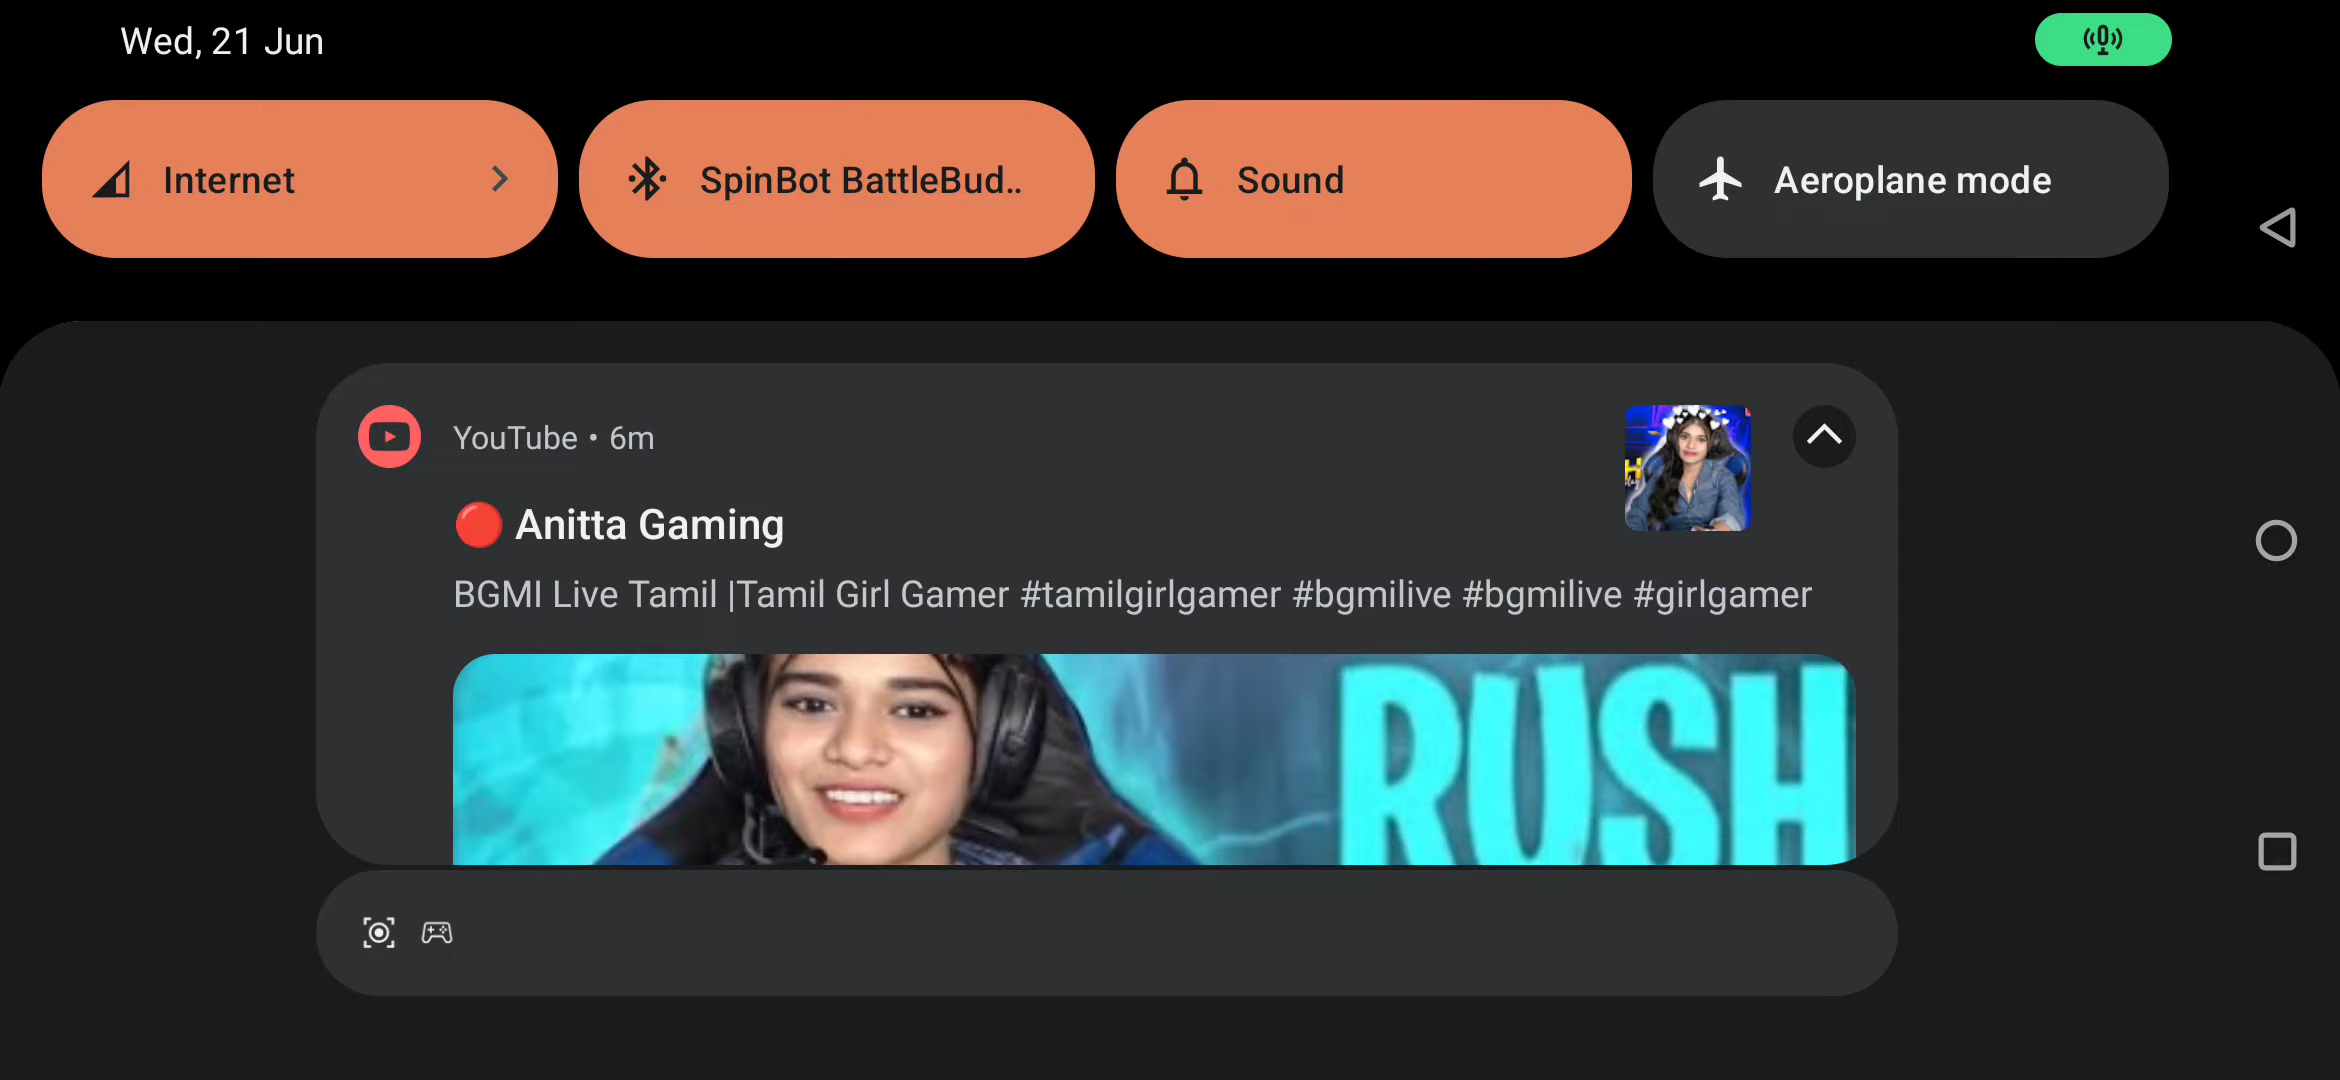 Wed, 21 Jun
Internet
SpinBot BattleBud..
Sound
Aeroplane mode
YouTube • 6m
🔴 Anitta Gaming
BGMI Live Tamil |Tamil Girl Gamer #tamilgirlgamer #bgmilive #bgmilive #girlgamer
RUSH